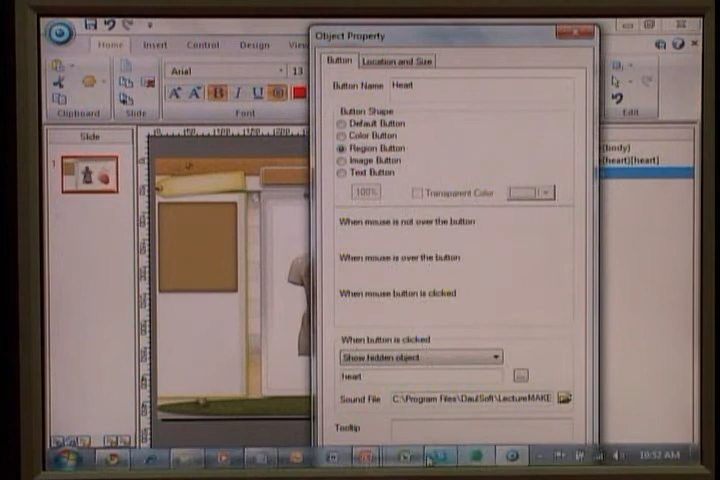 Object Property
Home Insert Control Design
Button Location and Size
Arial 13
Button Name Heart
Button Shape
Default Button
Color Button
Region Button
Image Button
Text Button
100% Transparent Color
Clipboard
Slide
Font
Edit
Slide
(body)
(heart)[heart]
1
When mouse is not over the button
When mouse is over the button
When mouse button is clicked
When button is clicked
Show hidden object
heart
Sound File C:\Program Files\DaulSoft\LectureMAKE
Tooltip
10:32 AM